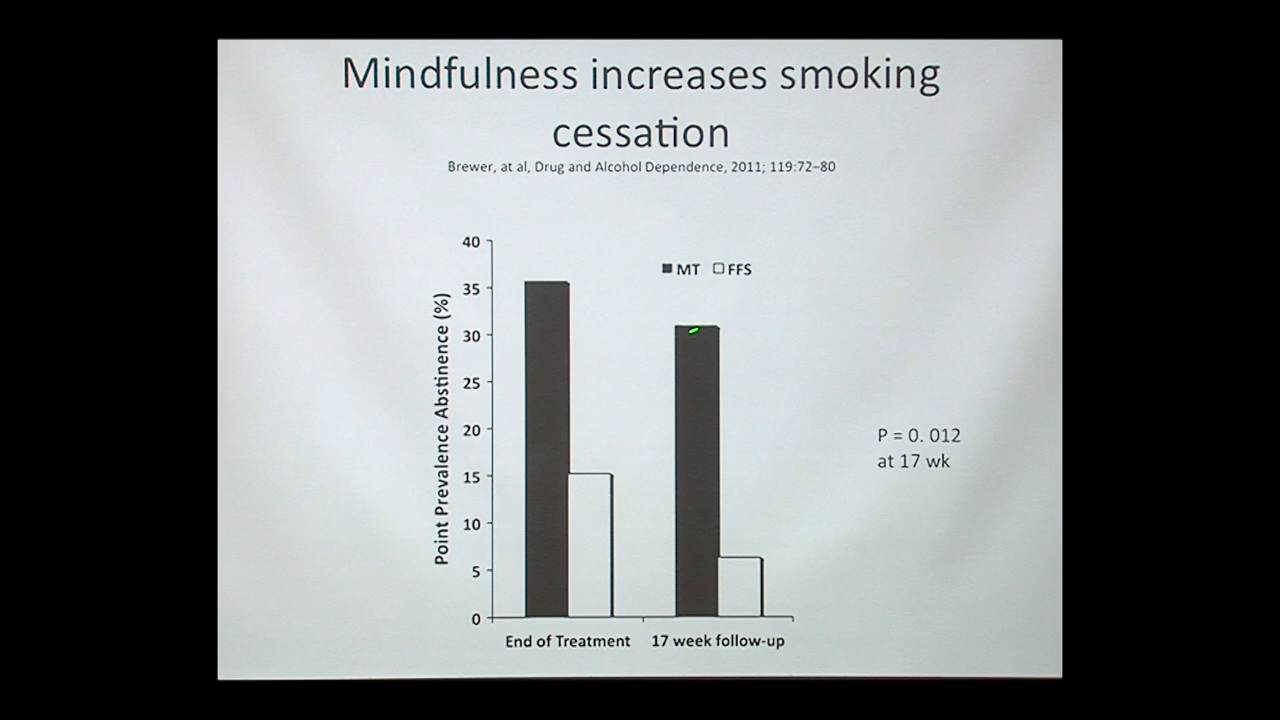 Mindfulness increases smoking
cessation
Brewer, at al, Drug and Alcohol Dependence, 2011; 119:72–80
40
35
30
25
20
15
10
5
0
Point Prevalence Abstinence (%)
MT FFS
P = 0. 012
at 17 wk
End of Treatment 17 week follow-up